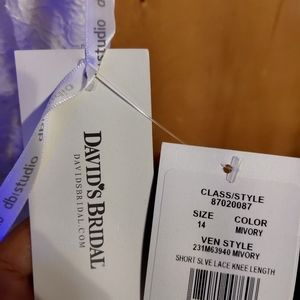 db studio
db studio
DAVID'S BRIDAL
DAVIDSBRIDAL.COM
CLASS/STYLE
87020087
SIZE COLOR
14 MIVORY
VEN STYLE
231M63940 MIVORY
SHORT SLVE LACE KNEE LENGTH